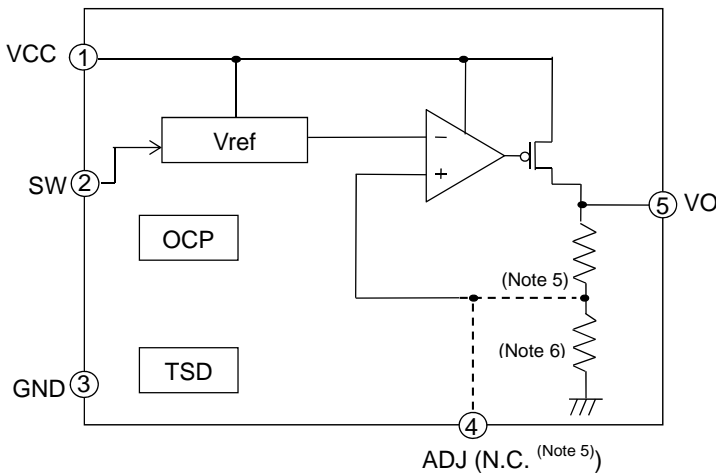 VCC 1
Vref
−
+
SW 2
VO 5
OCP
(Note 5)
(Note 6)
TSD
GND 3
4
ADJ (N.C. (Note 5))